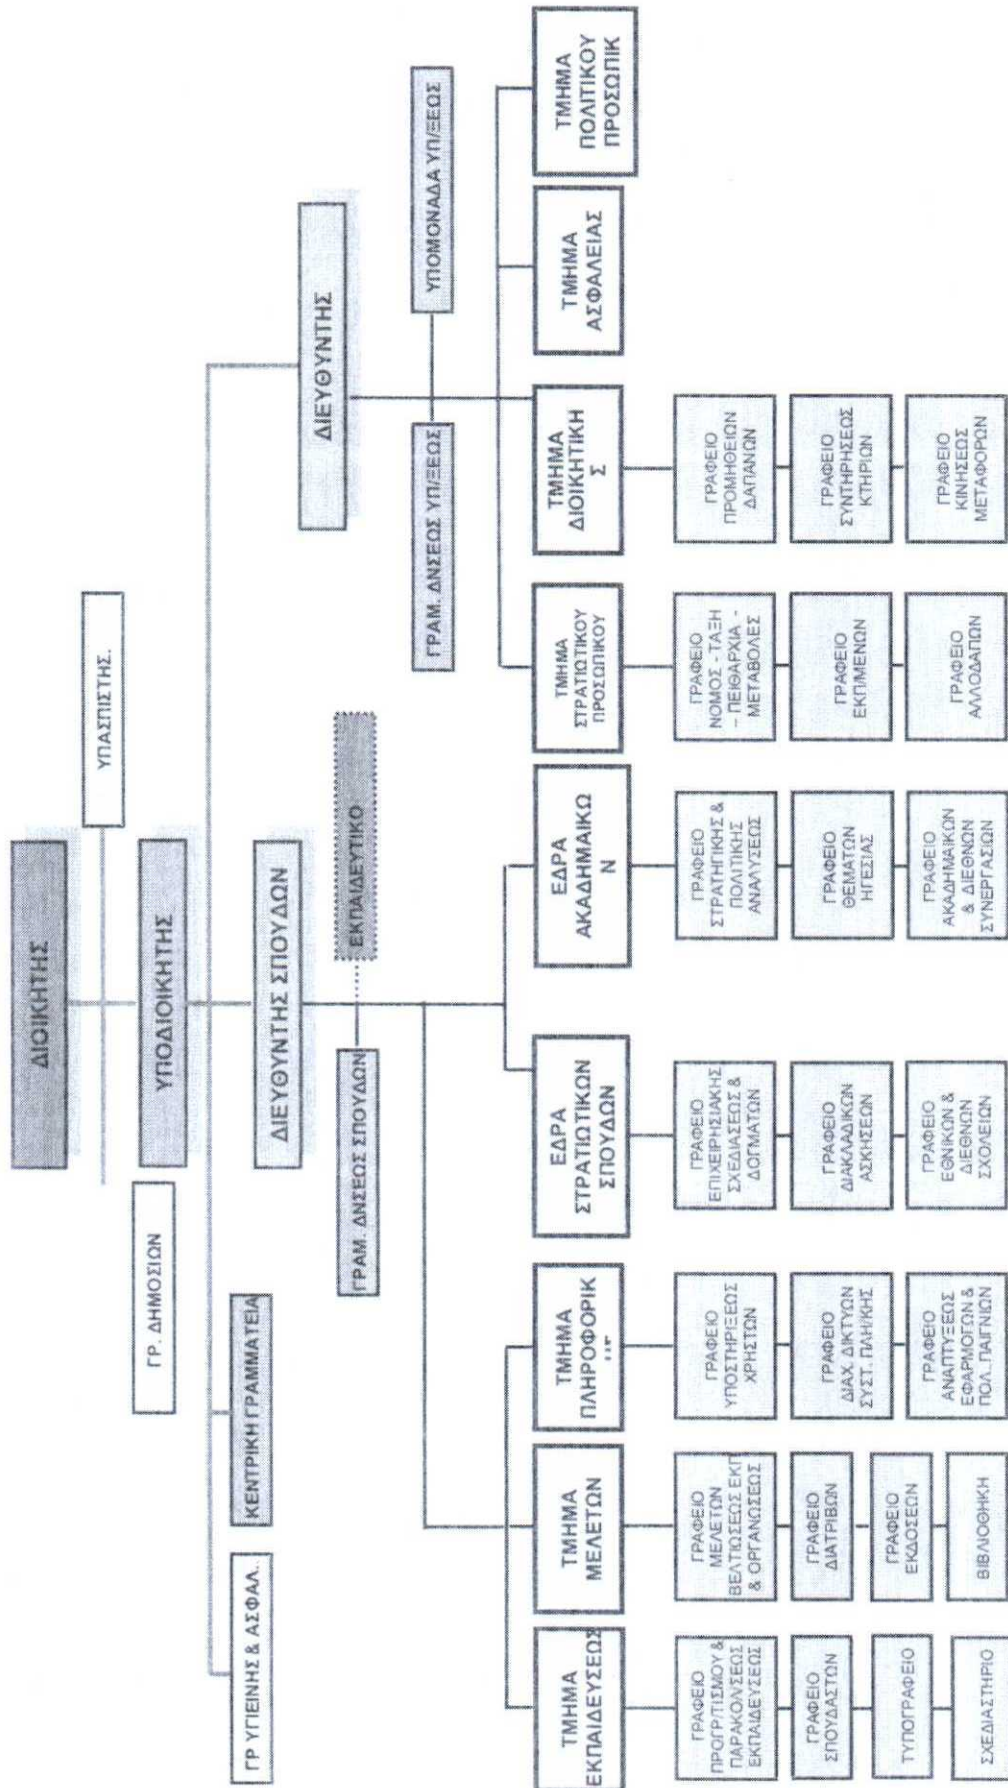 ΔΙΟΙΚΗΤΗΣ
ΥΠΑΣΠΙΣΤΗΣ.
ΓΡ. ΔΗΜΟΣΙΩΝ
ΥΠΟΔΙΟΙΚΗΤΗΣ
ΓΡ ΥΓΙΕΙΝΗΣ & ΑΣΦΑΛ..
ΚΕΝΤΡΙΚΗ ΓΡΑΜΜΑΤΕΙΑ
ΔΙΕΥΘΥΝΤΗΣ ΣΠΟΥΔΩΝ
ΔΙΕΥΘΥΝΤΗΣ
ΓΡΑΜ. ΔΝΣΕΩΣ ΣΠΟΥΔΩΝ
ΕΚΠΑΙΔΕΥΤΙΚΟ
ΓΡΑΜ. ΔΝΣΕΩΣ ΥΠ/ΞΕΩΣ
ΥΠΟΜΟΝΑΔΑ ΥΠ/ΞΕΩΣ
ΤΜΗΜΑ
ΕΚΠΑΙΔΕΥΣΕΩΣ
ΤΜΗΜΑ
ΜΕΛΕΤΩΝ
ΤΜΗΜΑ
ΠΛΗΡΟΦΟΡΙΚ
ΕΔΡΑ
ΣΤΡΑΤΙΩΤΙΚΩΝ
ΣΠΟΥΔΩΝ
ΕΔΡΑ
ΑΚΑΔΗΜΑΙΚΩ
Ν
ΤΜΗΜΑ
ΣΤΡΑΤΙΩΤΙΚΟΥ
ΠΡΟΣΩΠΙΚΟΥ
ΤΜΗΜΑ
ΔΙΟΙΚΗΤΙΚΗ
Σ
ΤΜΗΜΑ
ΑΣΦΑΛΕΙΑΣ
ΤΜΗΜΑ
ΠΟΛΙΤΙΚΟΥ
ΠΡΟΣΩΠΙΚ
ΓΡΑΦΕΙΟ
ΠΡΟΓΡ/ΤΙΣΜΟΥ &
ΠΑΡΑΚΟΛ/ΣΕΩΣ
ΕΚΠΑΙΔΕΥΣΕΩΣ
ΓΡΑΦΕΙΟ
ΣΠΟΥΔΑΣΤΩΝ
ΤΥΠΟΓΡΑΦΕΙΟ
ΣΧΕΔΙΑΣΤΗΡΙΟ
ΓΡΑΦΕΙΟ
ΜΕΛΕΤΩΝ
ΒΕΛΤΙΩΣΕΩΣ ΕΚΠ
& ΟΡΓΑΝΩΣΕΩΣ
ΓΡΑΦΕΙΟ
ΔΙΑΤΡΙΒΩΝ
ΓΡΑΦΕΙΟ
ΕΚΔΟΣΕΩΝ
ΒΙΒΛΙΟΘΗΚΗ
ΓΡΑΦΕΙΟ
ΥΠΟΣΤΗΡΙΞΕΩΣ
ΧΡΗΣΤΩΝ
ΓΡΑΦΕΙΟ
ΔΙΑΧ. ΔΙΚΤΥΩΝ
ΣΥΣΤ. ΠΛΗ/ΚΗΣ
ΓΡΑΦΕΙΟ
ΑΝΑΠΤΥΞΕΩΣ
ΕΦΑΡΜΟΓΩΝ &
ΠΟΛ. ΠΑΙΓΝΙΩΝ
ΓΡΑΦΕΙΟ
ΕΠΙΧΕΙΡΗΣΙΑΚΗΣ
ΣΧΕΔΙΑΣΕΩΣ &
ΔΟΓΜΑΤΩΝ
ΓΡΑΦΕΙΟ
ΔΙΑΚΛΑΔΙΚΩΝ
ΑΣΚΗΣΕΩΝ
ΓΡΑΦΕΙΟ
ΕΘΝΙΚΩΝ &
ΔΙΕΘΝΩΝ
ΣΧΟΛΕΙΩΝ
ΓΡΑΦΕΙΟ
ΣΤΡΑΤΗΓΙΚΗΣ &
ΠΟΛΙΤΙΚΗΣ
ΑΝΑΛΥΣΕΩΣ
ΓΡΑΦΕΙΟ
ΘΕΜΑΤΩΝ
ΗΓΕΣΙΑΣ
ΓΡΑΦΕΙΟ
ΑΚΑΔΗΜΑΙΚΩΝ
& ΔΙΕΘΝΩΝ
ΣΥΝΕΡΓΑΣΙΩΝ
ΓΡΑΦΕΙΟ
ΝΟΜΟΣ - ΤΑΞΗ
- ΠΕΙΘΑΡΧΙΑ -
ΜΕΤΑΒΟΛΕΣ
ΓΡΑΦΕΙΟ
ΕΚΠ/ΜΕΝΩΝ
ΓΡΑΦΕΙΟ
ΑΛΛΟΔΑΠΩΝ
ΓΡΑΦΕΙΟ
ΠΡΟΜΗΘΕΙΩΝ
ΔΑΠΑΝΩΝ
ΓΡΑΦΕΙΟ
ΣΥΝΤΗΡΗΣΕΩΣ
ΚΤΗΡΙΩΝ
ΓΡΑΦΕΙΟ
ΚΙΝΗΣΕΩΣ
ΜΕΤΑΦΟΡΩΝ